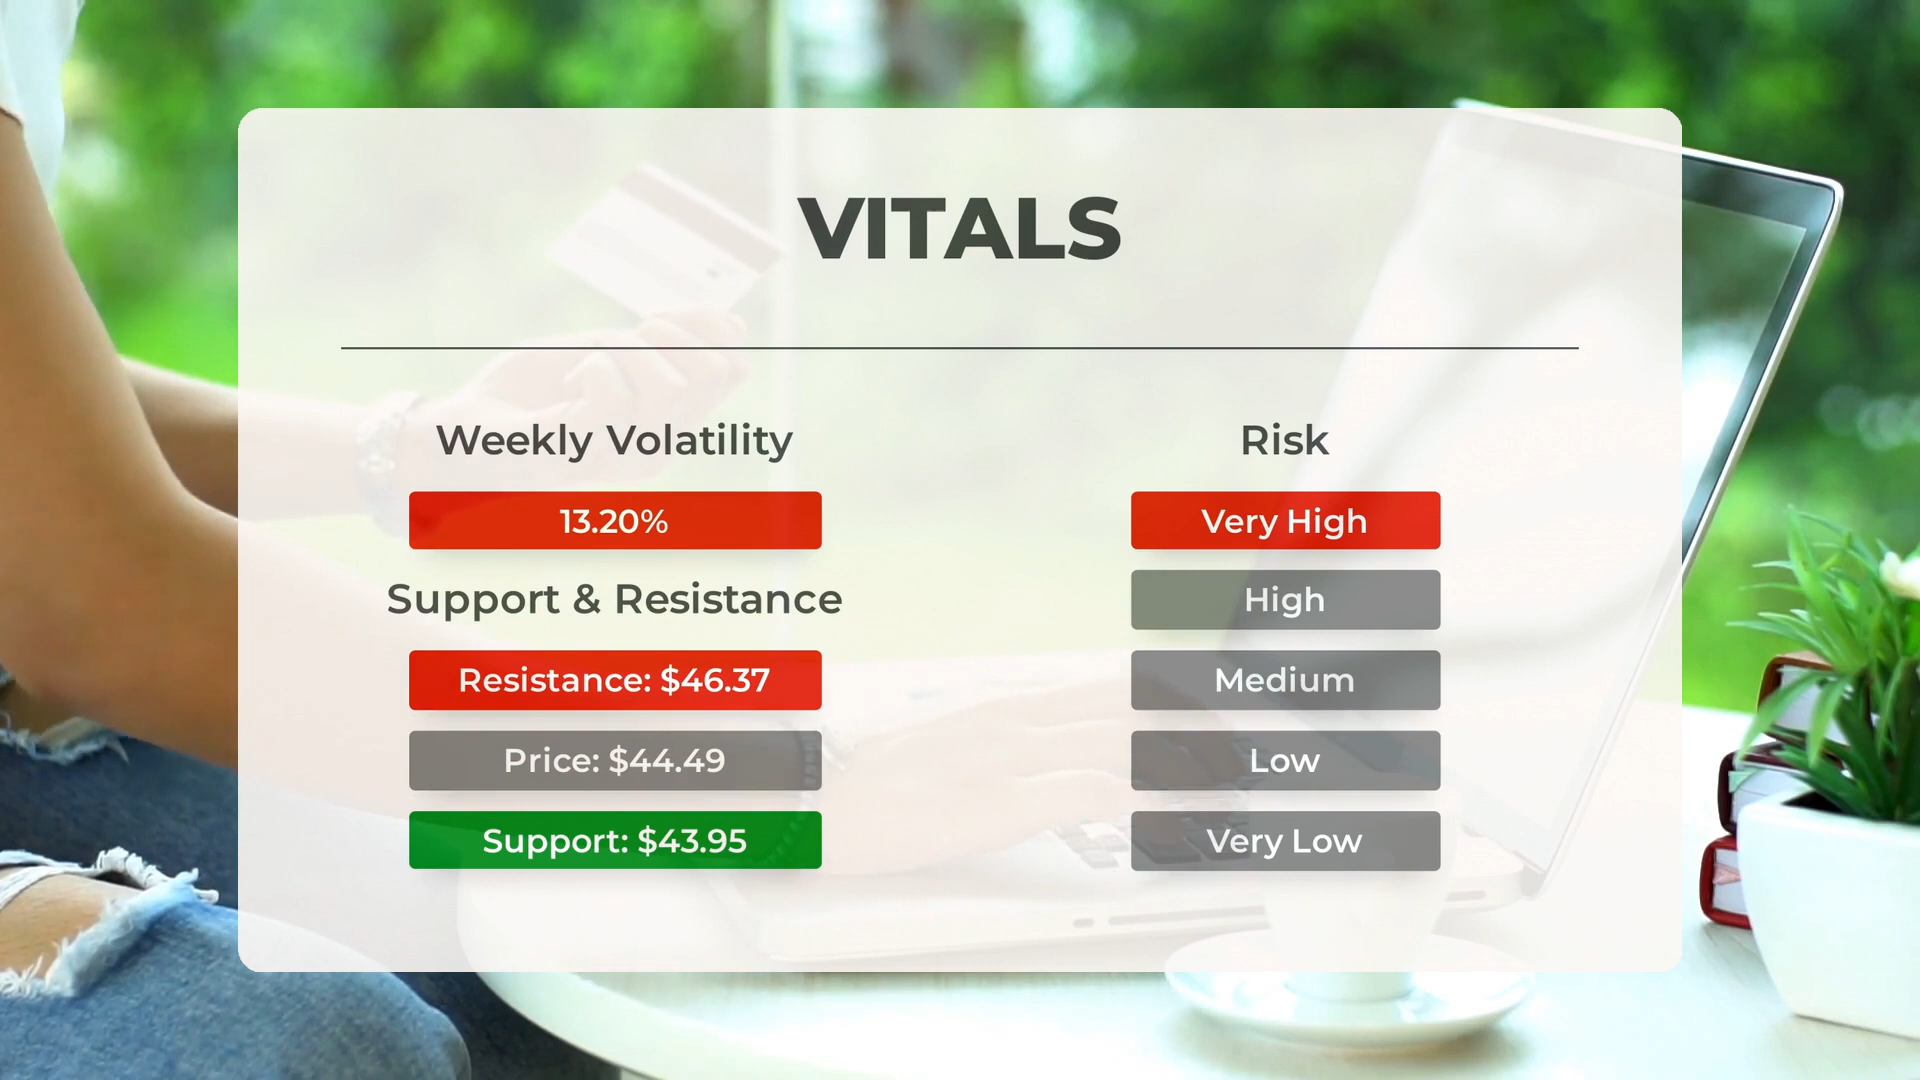 VITALS
Weekly Volatility
13.20%
Support & Resistance
Resistance: $46.37
Price: $44.49
Support: $43.95
Risk
Very High
High
Medium
Low
Very Low